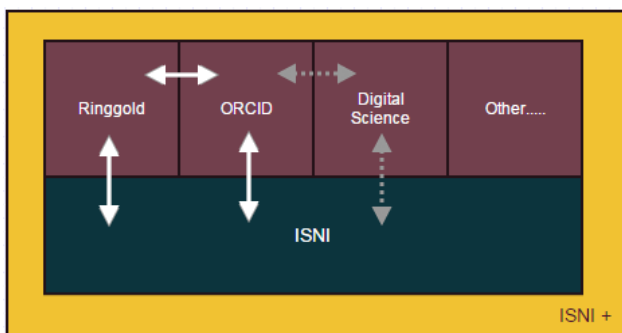 Ringgold
ORCID
Digital
Science
Other.....
ISNI
ISNI +